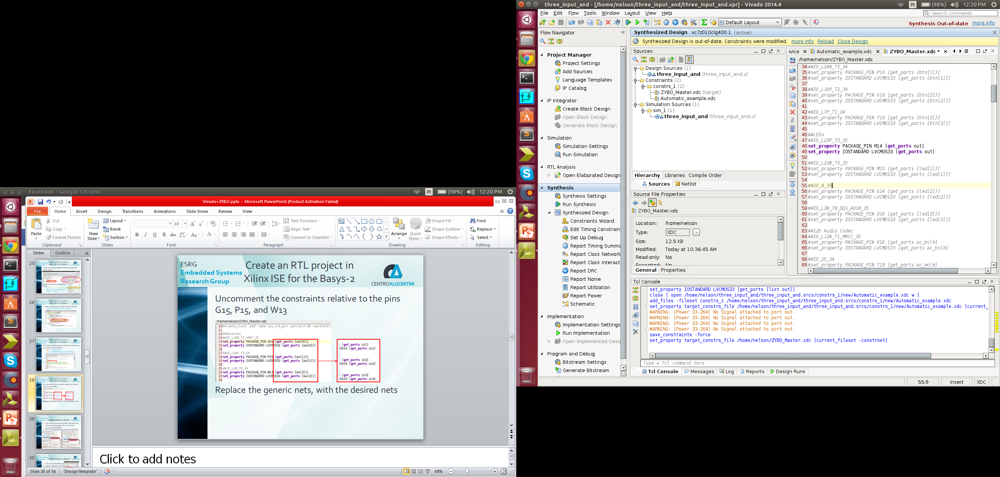 Facebook - Google Chrome
Pt
(98%)
12:20 PM
Vivado+ZYBO.pptx - Microsoft PowerPoint (Product Activation Failed)
File Home Insert Design Transitions Animations Slide Show Review View
Paste
Cut
Copy
Format Painter
Clipboard
New Slide
Layout
Reset
Section
Slides
18
Font
Paragraph
Text Direction
Align Text
Convert to SmartArt
Arrange
Quick Styles
Shape Fill
Shape Outline
Shape Effects
Drawing
Find
Replace
Select
Editing
Slides Outline
25
26
27
28
29
30
ESRG
Embedded Systems
Research Group
Create an RTL project in
Xilinx ISE for the Basys-2
CENTROALGORITMI
Uncomment the constraints relative to the pins
G15, P15, and W13
/home/nelson/ZYBO_Master.xdc
10 #create_clock -add -name sys_clk_pin -period 8.00 -waveform
11
12 ##Switches
13 ##IO_L19N_T3_VREF_35
14 set_property PACKAGE_PIN G15 [get_ports {sw[0]}]
15 set_property IOSTANDARD LVCMOS33 [get_ports {sw[0]}]
16
17 ##IO_L24P_T3_34
18 set_property PACKAGE_PIN P15 [get_ports {sw[1]}]
19 set_property IOSTANDARD LVCMOS33 [get_ports {sw[1]}]
20
21 ##IO_L4N_T0_34
22 set_property PACKAGE_PIN W13 [get_ports {sw[2]}]
23 set_property IOSTANDARD LVCMOS33 [get_ports {sw[2]}]
24
[get_ports in1]
IOS33 [get_ports in1]
[get_ports in2]
IOS33 [get_ports in2]
[get_ports in3]
IOS33 [get_ports in3]
Replace the generic nets, with the desired nets
Click to add notes
Slide 28 of 56 "DesignTemplate" 68%
three_input_and - [/home/nelson/three_input_and/three_input_and.xpr] - Vivado 2014.4
Pt (98%) 12:20 PM
File Edit Flow Tools Window Layout View Help
Search commands
Default Layout
Synthesis Out-of-date more info
Flow Navigator
Project Manager
Project Settings
Add Sources
Language Templates
IP Catalog
IP Integrator
Create Block Design
Open Block Design
Generate Block Design
Simulation
Simulation Settings
Run Simulation
RTL Analysis
Open Elaborated Design
Synthesis
Synthesis Settings
Run Synthesis
Synthesized Design
Constraints Wizard
Edit Timing Constrain
Set Up Debug
Report Timing Summa
Report Clock Network
Report Clock Interact
Report DRC
Report Noise
Report Utilization
Report Power
Schematic
Implementation
Implementation Settings
Run Implementation
Open Implemented Desig
Program and Debug
Bitstream Settings
Generate Bitstream
Synthesized Design - xc7z010clg400-1 (active)
Synthesized Design is out-of-date. Constraints were modified. more info Reload Close Design
Sources
Design Sources (1)
three_input_and (three_input_and.v)
Constraints (2)
constrs_1 (2)
ZYBO_Master.xdc (target)
Automatic_example.xdc
Simulation Sources (1)
sim_1 (1)
three_input_and (three_input_and.v)
Hierarchy Libraries Compile Order
Sources Netlist
Source File Properties
ZYBO_Master.xdc
Location: /home/nelson
Type: XDC
Size: 12.5 KB
Modified: Today at 10:36:45 AM
Read-only: No
Encrypted: No
General Properties
evice Automatic_example.xdc ZYBO_Master.xdc *
/home/nelson/ZYBO_Master.xdc
34 ##IO_L24N_T3_34
35 #set_property PACKAGE_PIN P16 [get_ports {btn[1]}]
36 #set_property IOSTANDARD LVCMOS33 [get_ports {btn[1]}]
37
38 ##IO_L18P_T2_34
39 #set_property PACKAGE_PIN V16 [get_ports {btn[2]}]
40 #set_property IOSTANDARD LVCMOS33 [get_ports {btn[2]}]
41
42 ##IO_L7P_T1_34
43 #set_property PACKAGE_PIN Y16 [get_ports {btn[3]}]
44 #set_property IOSTANDARD LVCMOS33 [get_ports {btn[3]}]
45
46 ##LEDs
47 ##IO_L23P_T3_35
48 set_property PACKAGE_PIN M14 [get_ports out]
49 set_property IOSTANDARD LVCMOS33 [get_ports out]
50
51 ##IO_L23N_T3_35
52 #set_property PACKAGE_PIN M15 [get_ports {led[1]}]
53 #set_property IOSTANDARD LVCMOS33 [get_ports {led[1]}]
54
55 ##IO_0_35
56 #set_property PACKAGE_PIN G14 [get_ports {led[2]}]
57 #set_property IOSTANDARD LVCMOS33 [get_ports {led[2]}]
58
59 ##IO_L3N_T0_DQS_AD1N_35
60 #set_property PACKAGE_PIN D18 [get_ports {led[3]}]
61 #set_property IOSTANDARD LVCMOS33 [get_ports {led[3]}]
62
63 ##I2S Audio Codec
64 ##IO_L12N_T1_MRCC_35
65 #set_property PACKAGE_PIN K18 [get_ports ac_bclk]
66 #set_property IOSTANDARD LVCMOS33 [get_ports ac_bclk]
67
68 ##IO_25_34
69 #set_property PACKAGE_PIN T19 [get_ports ac_mclk]
Tcl Console
set_property IOSTANDARD LVCMOS33 [get_ports [list out]]
close [ open /home/nelson/three_input_and/three_input_and.srcs/constrs_1/new/Automatic_example.xdc w ]
add_files -fileset constrs_1 /home/nelson/three_input_and/three_input_and.srcs/constrs_1/new/Automatic_example.xdc
set_property target_constrs_file /home/nelson/three_input_and/three_input_and.srcs/constrs_1/new/Automatic_example.xdc [current_
WARNING: [Power 33-264] No Signal attached to port out.
WARNING: [Power 33-264] No Signal attached to port out.
WARNING: [Power 33-264] No Signal attached to port out.
WARNING: [Power 33-264] No Signal attached to port out.
save_constraints -force
set_property target_constrs_file /home/nelson/ZYBO_Master.xdc [current_fileset -constrset]
Type a Tcl command here
Tcl Console Messages Log Reports Design Runs
55:9 Insert XDC